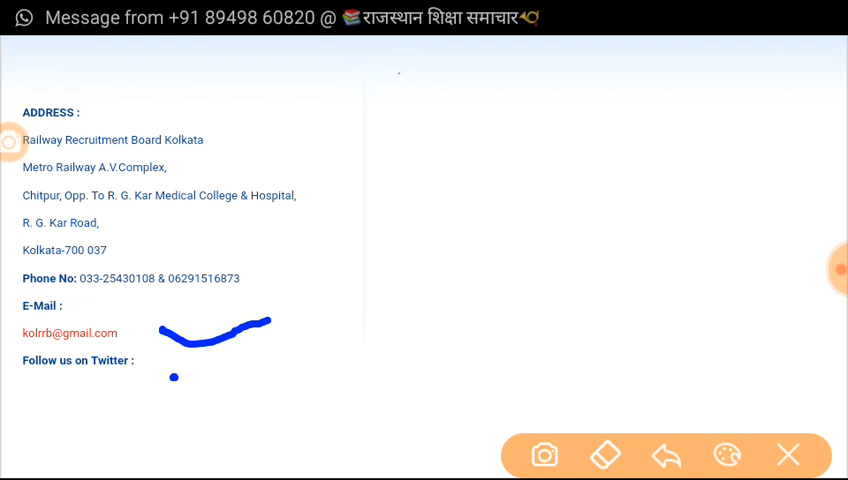 Message from +91 89498 60820 @ 📚राजस्थान शिक्षा समाचार📯
ADDRESS :
Railway Recruitment Board Kolkata
Metro Railway A.V.Complex,
Chitpur, Opp. To R. G. Kar Medical College & Hospital,
R. G. Kar Road,
Kolkata-700 037
Phone No: 033-25430108 & 06291516873
E-Mail :
kolrrb@gmail.com
Follow us on Twitter :